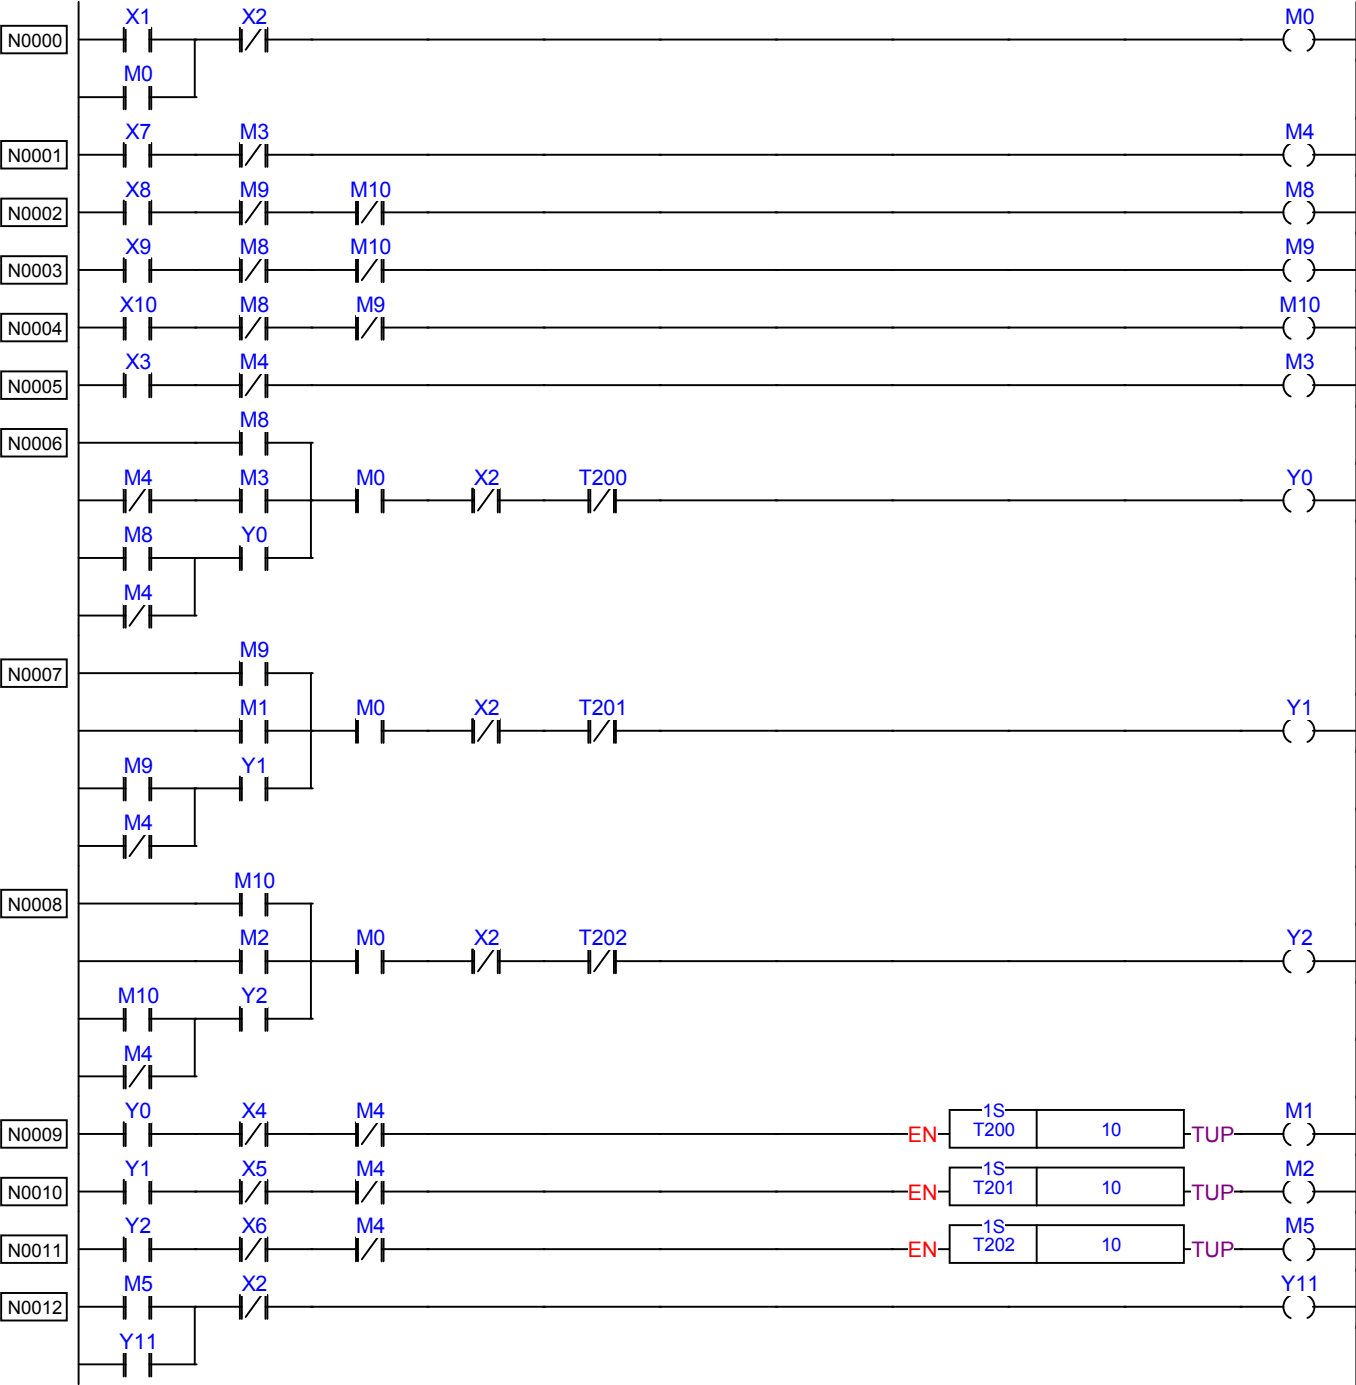 X1 X2 M0
N0000
M0
X7 M3 M4
N0001
X8 M9 M10 M8
N0002
X9 M8 M10 M9
N0003
X10 M8 M9 M10
N0004
X3 M4 M3
N0005
M8
N0006
M4 M3 M0 X2 T200 Y0
M8 Y0
M4
M9
N0007
M1 M0 X2 T201 Y1
M9 Y1
M4
M10
N0008
M2 M0 X2 T202 Y2
M10 Y2
M4
Y0 X4 M4 1S M1
N0009 EN T200 10 TUP
Y1 X5 M4 1S M2
N0010 EN T201 10 TUP
Y2 X6 M4 1S M5
N0011 EN T202 10 TUP
M5 X2 Y11
N0012
Y11